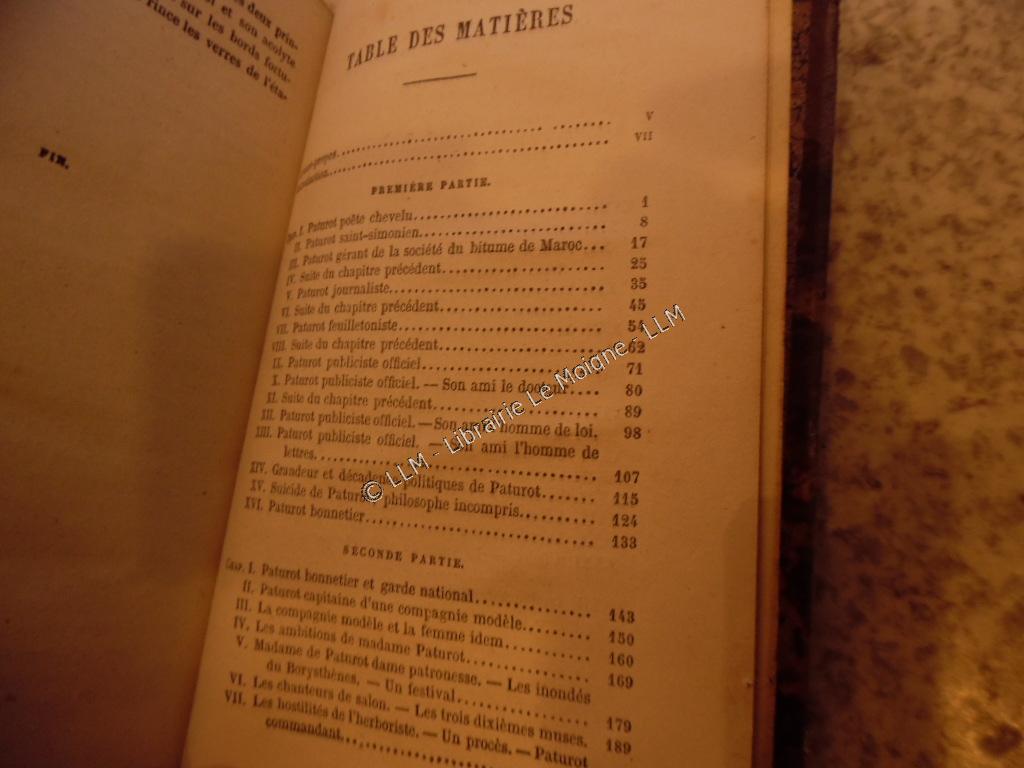 deux prin-
et son acolyte
sur les bords fortu-
rince les verres de l'éta-
FIN.
TABLE DES MATIÈRES
V
VII
PREMIÈRE PARTIE.
CHAP. I. Paturot poëte chevelu. 1
II. Paturot saint-simonien. 8
III. Paturot gérant de la société du bitume de Maroc. 17
IV. Suite du chapitre précédent. 25
V. Paturot journaliste. 35
VI. Suite du chapitre précédent. 45
VII. Paturot feuilletoniste. 54
VIII. Suite du chapitre précédent. 62
IX. Paturot publiciste officiel. 71
X. Paturot publiciste officiel. — Son ami le docteur. 80
XI. Suite du chapitre précédent. 89
XII. Paturot publiciste officiel. — Son ami l'homme de loi. 98
XIII. Paturot publiciste officiel. — Son ami l'homme de
lettres. 107
XIV. Grandeur et décadence politiques de Paturot. 115
XV. Suicide de Paturot, philosophe incompris. 124
XVI. Paturot bonnetier. 133
SECONDE PARTIE.
CHAP. I. Paturot bonnetier et garde national. 143
II. Paturot capitaine d'une compagnie modèle. 150
III. La compagnie modèle et la femme idem. 160
IV. Les ambitions de madame Paturot. 169
V. Madame de Paturot dame patronesse. — Les inondés
du Borysthènes. — Un festival. 179
VI. Les chanteurs de salon. — Les trois dixièmes muses. 189
VII. Les hostilités de l'herboriste. — Un procès. — Paturot
commandant.
© LLM - Librairie Le Moigne - LLM